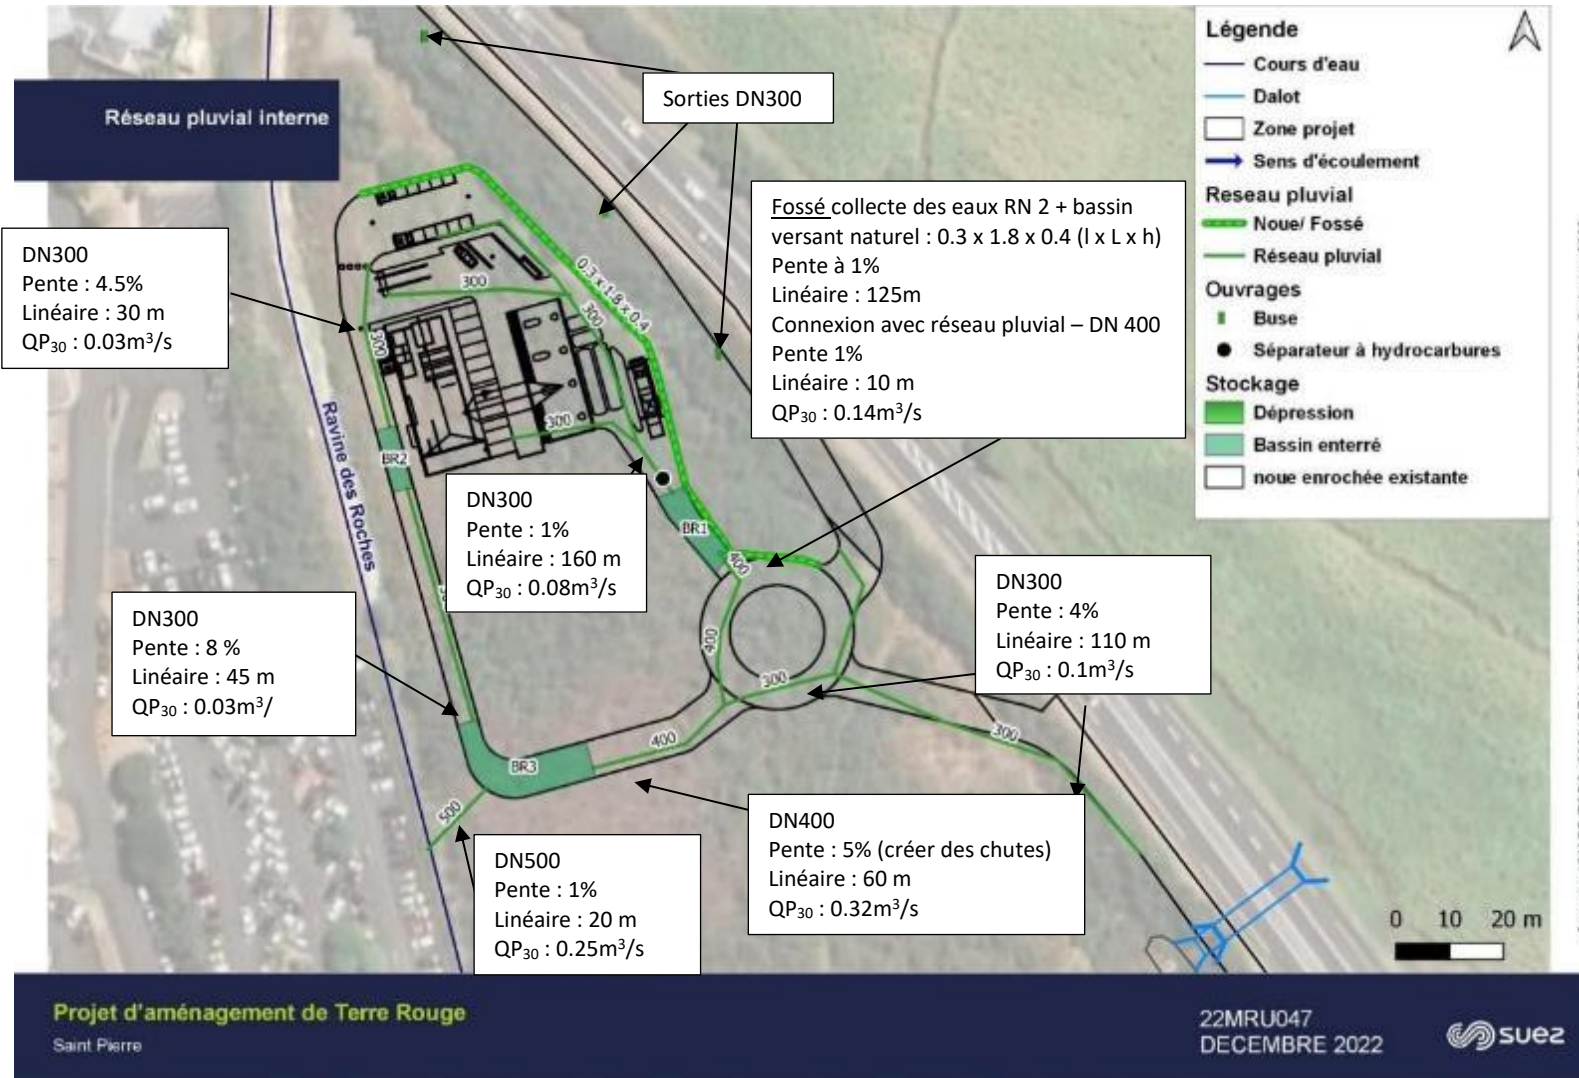 Réseau pluvial interne
Sorties DN300
Légende
Cours d'eau
Dalot
Zone projet
Sens d'écoulement
Reseau pluvial
Noue/ Fossé
Réseau pluvial
Ouvrages
Buse
Séparateur à hydrocarbures
Stockage
Dépression
Bassin enterré
noue enrochée existante
Fossé collecte des eaux RN 2 + bassin
versant naturel : 0.3 x 1.8 x 0.4 (l x L x h)
Pente à 1%
Linéaire : 125m
Connexion avec réseau pluvial – DN 400
Pente 1%
Linéaire : 10 m
QP30 : 0.14m³/s
DN300
Pente : 4.5%
Linéaire : 30 m
QP30 : 0.03m³/s
0.3 x 1.8 x 0.4
300
300
300
300
BR2
Ravine des Roches
BR1
400
DN300
Pente : 1%
Linéaire : 160 m
QP30 : 0.08m³/s
DN300
Pente : 4%
Linéaire : 110 m
QP30 : 0.1m³/s
DN300
Pente : 8 %
Linéaire : 45 m
QP30 : 0.03m³/
400
300
300
400
BR3
500
DN500
Pente : 1%
Linéaire : 20 m
QP30 : 0.25m³/s
DN400
Pente : 5% (créer des chutes)
Linéaire : 60 m
QP30 : 0.32m³/s
0 10 20 m
Projet d'aménagement de Terre Rouge
Saint Pierre
22MRU047
DECEMBRE 2022
suez